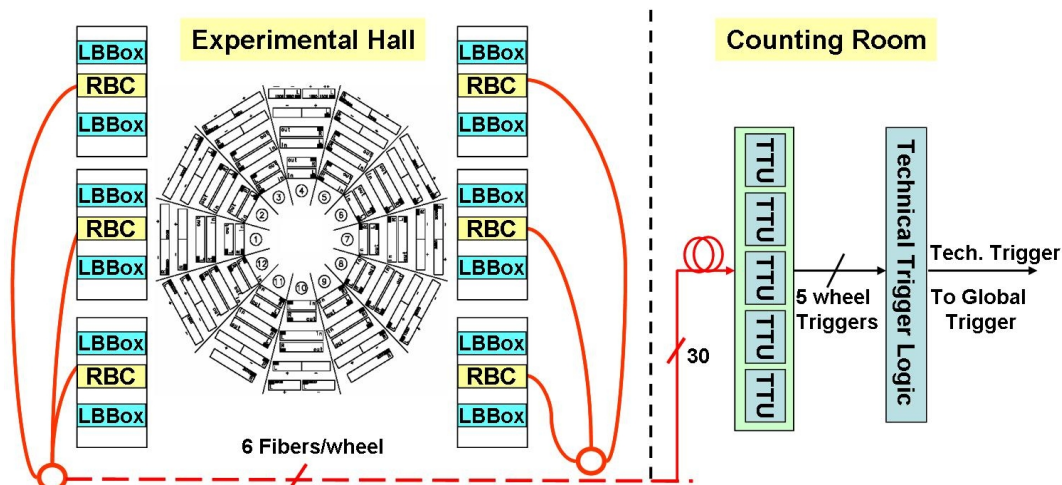 Experimental Hall
Counting Room
LBBox
RBC
LBBox
LBBox
RBC
LBBox
LBBox
RBC
LBBox
1
2
3
4
5
6
7
8
9
10
11
12
LBBox
RBC
LBBox
LBBox
RBC
LBBox
LBBox
RBC
LBBox
6 Fibers/wheel
30
TTU
TTU
TTU
TTU
TTU
5 wheel
Triggers
Technical Trigger Logic
Tech. Trigger
To Global
Trigger